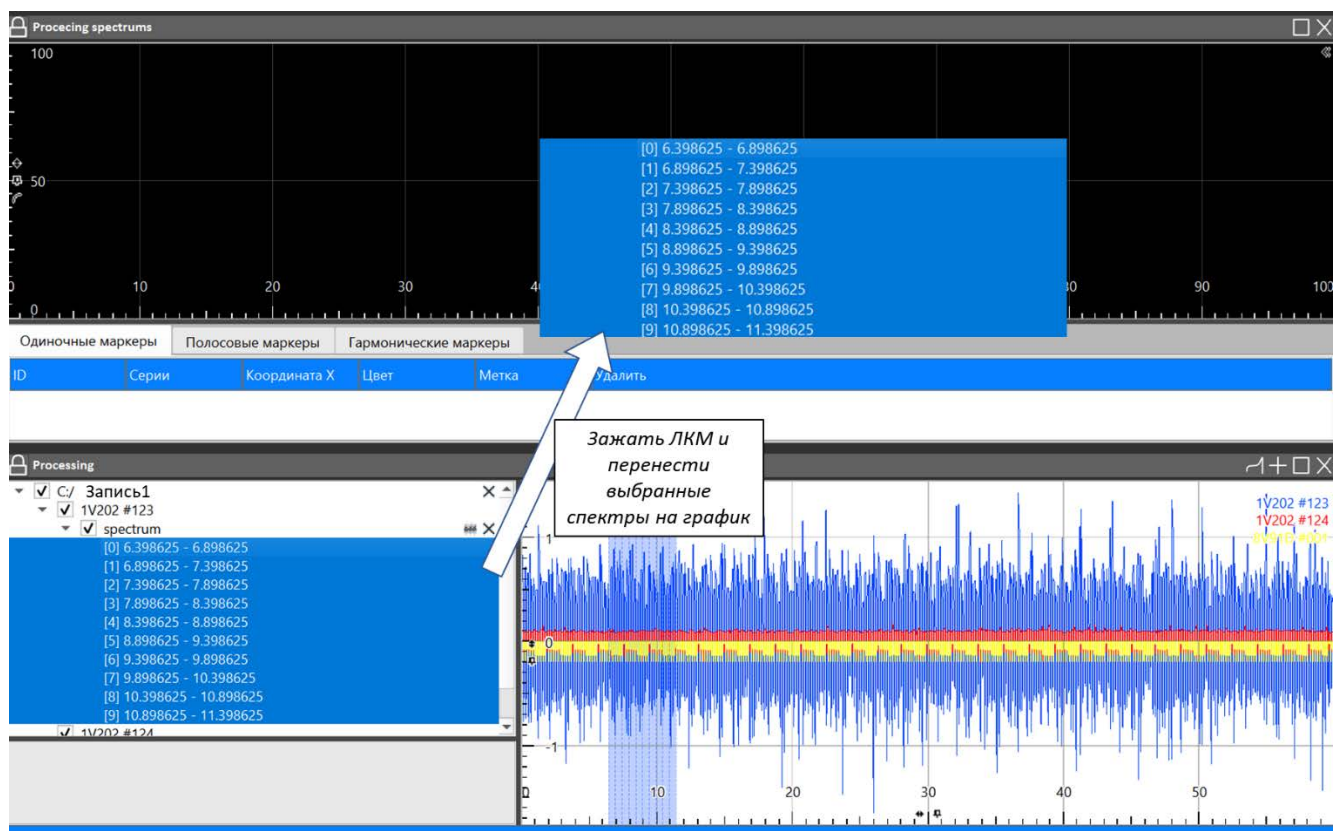 Procecing spectrums
100
50
0
10
20
30
90
100
[0] 6.398625 - 6.898625
[1] 6.898625 - 7.398625
[2] 7.398625 - 7.898625
[3] 7.898625 - 8.398625
[4] 8.398625 - 8.898625
[5] 8.898625 - 9.398625
[6] 9.398625 - 9.898625
[7] 9.898625 - 10.398625
[8] 10.398625 - 10.898625
[9] 10.898625 - 11.398625
Одиночные маркеры Полосовые маркеры Гармонические маркеры
ID Серии Координата X Цвет Метка Удалить
Зажать ЛКМ и
перенести
выбранные
спектры на график
Processing
C:/ Запись1
1V202 #123
spectrum
[0] 6.398625 - 6.898625
[1] 6.898625 - 7.398625
[2] 7.398625 - 7.898625
[3] 7.898625 - 8.398625
[4] 8.398625 - 8.898625
[5] 8.898625 - 9.398625
[6] 9.398625 - 9.898625
[7] 9.898625 - 10.398625
[8] 10.398625 - 10.898625
[9] 10.898625 - 11.398625
1V202 #124
1V202 #123
1V202 #124
1
0
-1
10
20
30
40
50